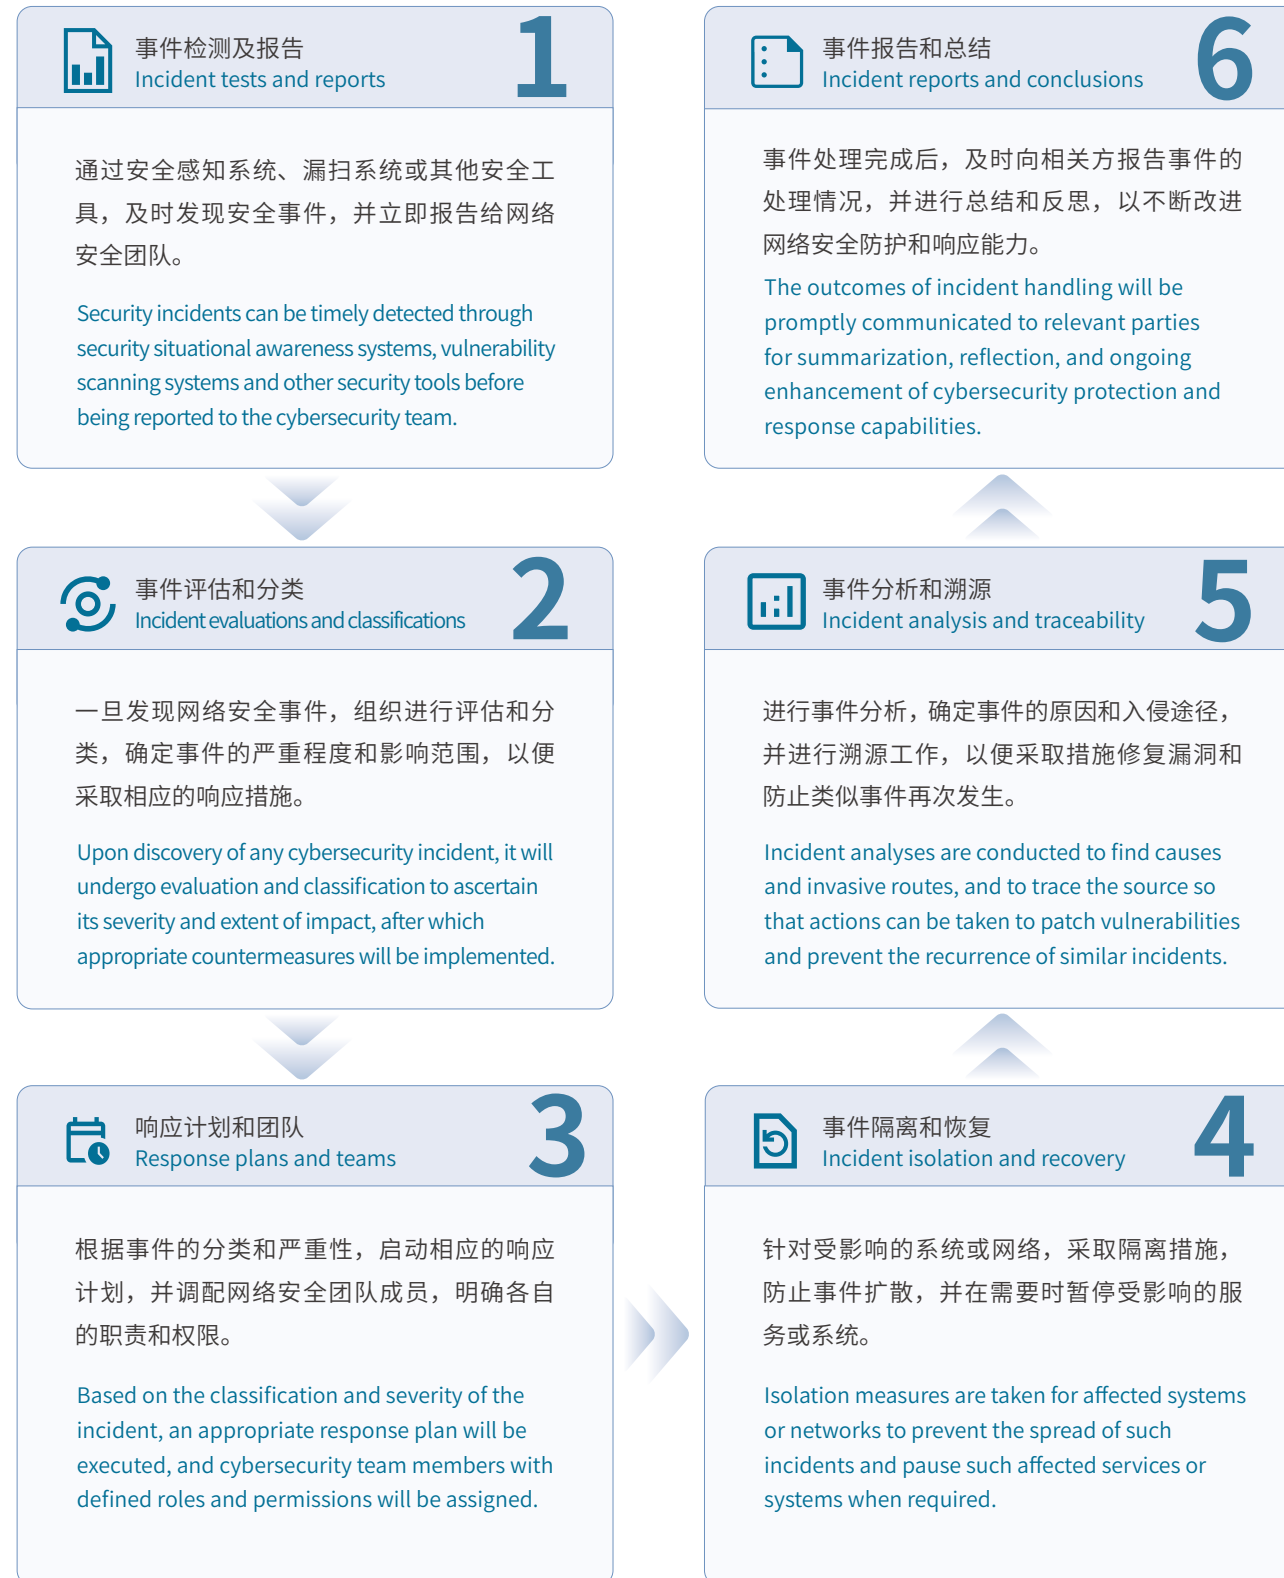 1
事件检测及报告
Incident tests and reports
通过安全感知系统、漏扫系统或其他安全工
具，及时发现安全事件，并立即报告给网络
安全团队。
Security incidents can be timely detected through
security situational awareness systems, vulnerability
scanning systems and other security tools before
being reported to the cybersecurity team.
2
事件评估和分类
Incident evaluations and classifications
一旦发现网络安全事件，组织进行评估和分
类，确定事件的严重程度和影响范围，以便
采取相应的响应措施。
Upon discovery of any cybersecurity incident, it will
undergo evaluation and classification to ascertain
its severity and extent of impact, after which
appropriate countermeasures will be implemented.
3
响应计划和团队
Response plans and teams
根据事件的分类和严重性，启动相应的响应
计划，并调配网络安全团队成员，明确各自
的职责和权限。
Based on the classification and severity of the
incident, an appropriate response plan will be
executed, and cybersecurity team members with
defined roles and permissions will be assigned.
4
事件隔离和恢复
Incident isolation and recovery
针对受影响的系统或网络，采取隔离措施，
防止事件扩散，并在需要时暂停受影响的服
务或系统。
Isolation measures are taken for affected systems
or networks to prevent the spread of such
incidents and pause such affected services or
systems when required.
5
事件分析和溯源
Incident analysis and traceability
进行事件分析，确定事件的原因和入侵途径，
并进行溯源工作，以便采取措施修复漏洞和
防止类似事件再次发生。
Incident analyses are conducted to find causes
and invasive routes, and to trace the source so
that actions can be taken to patch vulnerabilities
and prevent the recurrence of similar incidents.
6
事件报告和总结
Incident reports and conclusions
事件处理完成后，及时向相关方报告事件的
处理情况，并进行总结和反思，以不断改进
网络安全防护和响应能力。
The outcomes of incident handling will be
promptly communicated to relevant parties
for summarization, reflection, and ongoing
enhancement of cybersecurity protection and
response capabilities.